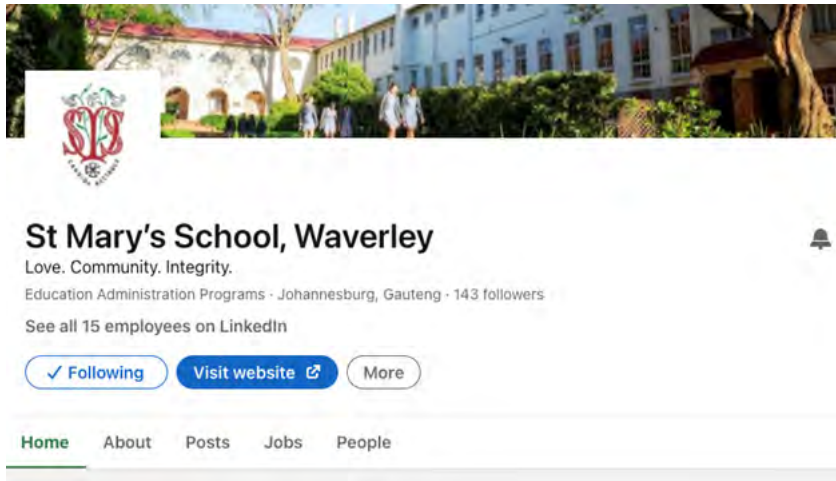 St Mary's School, Waverley
Love. Community. Integrity.
Education Administration Programs · Johannesburg, Gauteng · 143 followers
See all 15 employees on LinkedIn
Following
Visit website
More
Home
About
Posts
Jobs
People